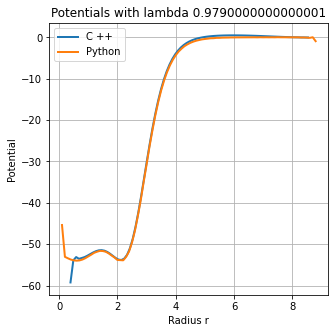 Potentials with lambda 0.9790000000000001
C ++
Python
0
−10
−20
−30
−40
−50
−60
Potential
0 2 4 6 8
Radius r